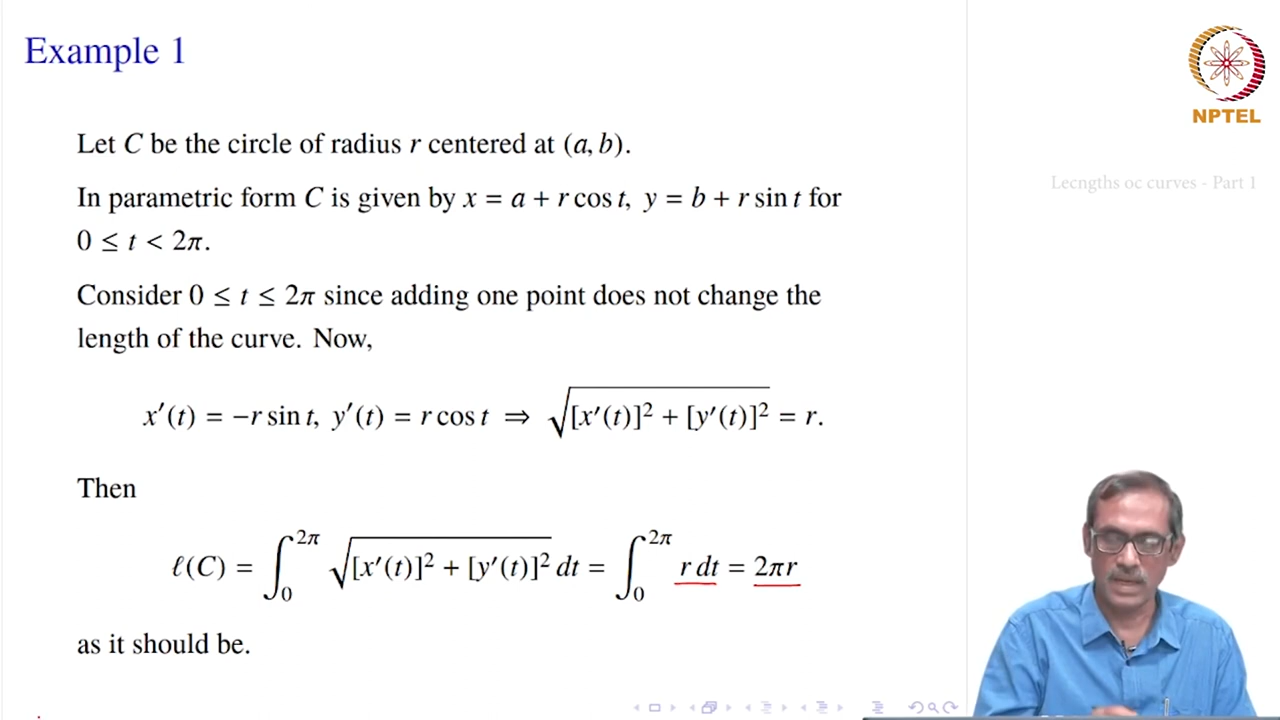 Example 1
NPTEL
Lecngths oc curves - Part 1
Let C be the circle of radius r centered at (a, b).
In parametric form C is given by x = a + r cos t, y = b + r sin t for
0 ≤ t < 2π.
Consider 0 ≤ t ≤ 2π since adding one point does not change the
length of the curve. Now,
x′(t) = −r sin t, y′(t) = r cos t ⇒ √[x′(t)]² + [y′(t)]² = r.
Then
ℓ(C) = ∫₀^{2π} √[x′(t)]² + [y′(t)]² dt = ∫₀^{2π} r dt = 2πr
as it should be.